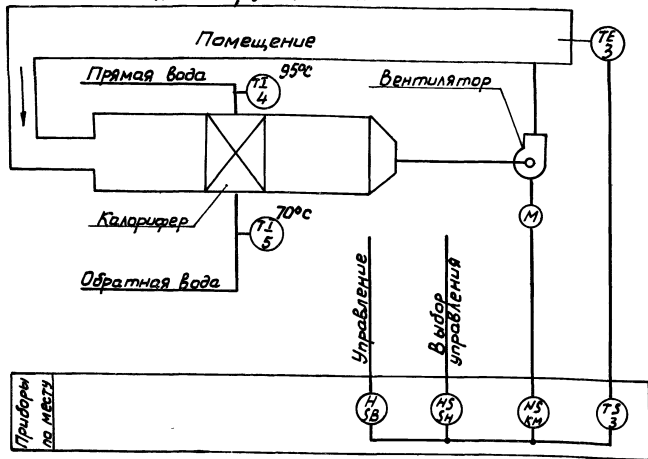 Помещение
TE
3
Прямая вода
95°С
TI
4
Вентилятор
Калорифер
70°С
TI
5
М
Обратная вода
Управление
Выбор
управления
Приборы
по месту
H
SB
HS
SH
NS
KM
TS
3